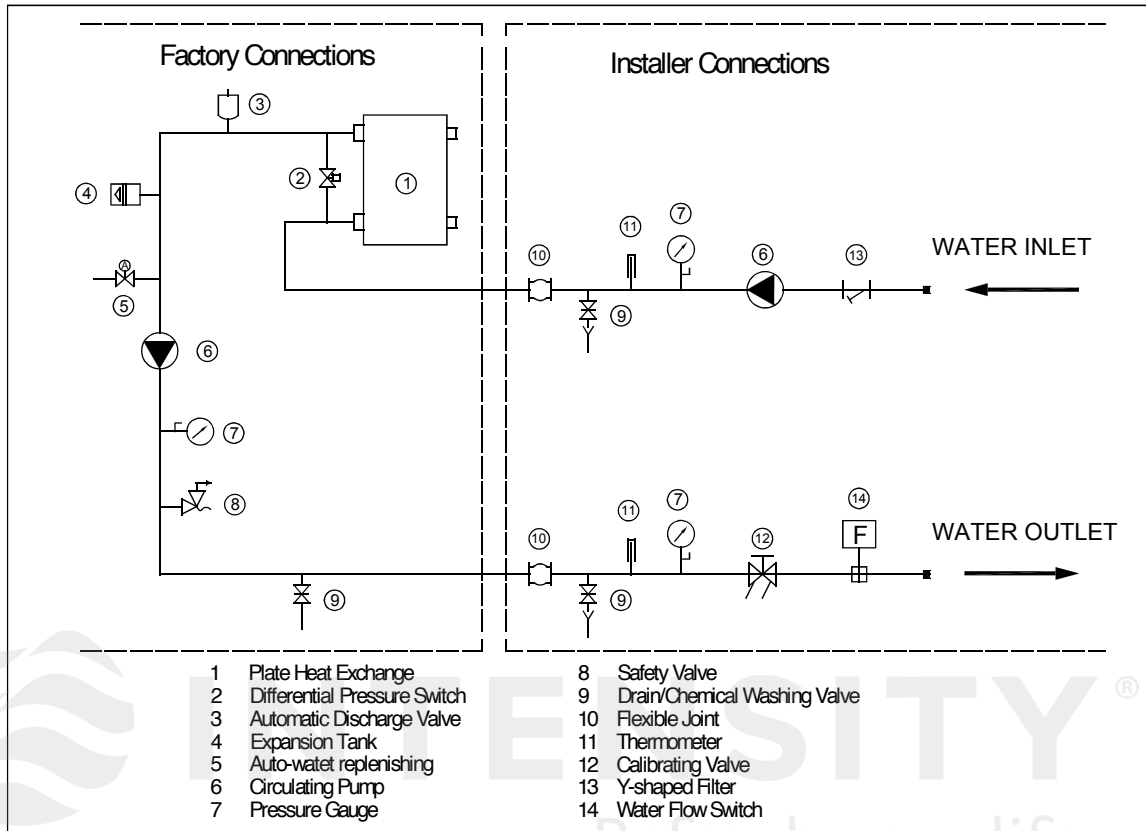 Factory Connections
Installer Connections
3
2
1
4
A
5
6
7
8
9
10
11
7
6
13
WATER INLET
9
10
11
7
12
14
F
WATER OUTLET
9
1 Plate Heat Exchange
2 Differential Pressure Switch
3 Automatic Discharge Valve
4 Expansion Tank
5 Auto-watet replenishing
6 Circulating Pump
7 Pressure Gauge
8 Safety Valve
9 Drain/Chemical Washing Valve
10 Flexible Joint
11 Thermometer
12 Calibrating Valve
13 Y-shaped Filter
14 Water Flow Switch
INTENSITY®